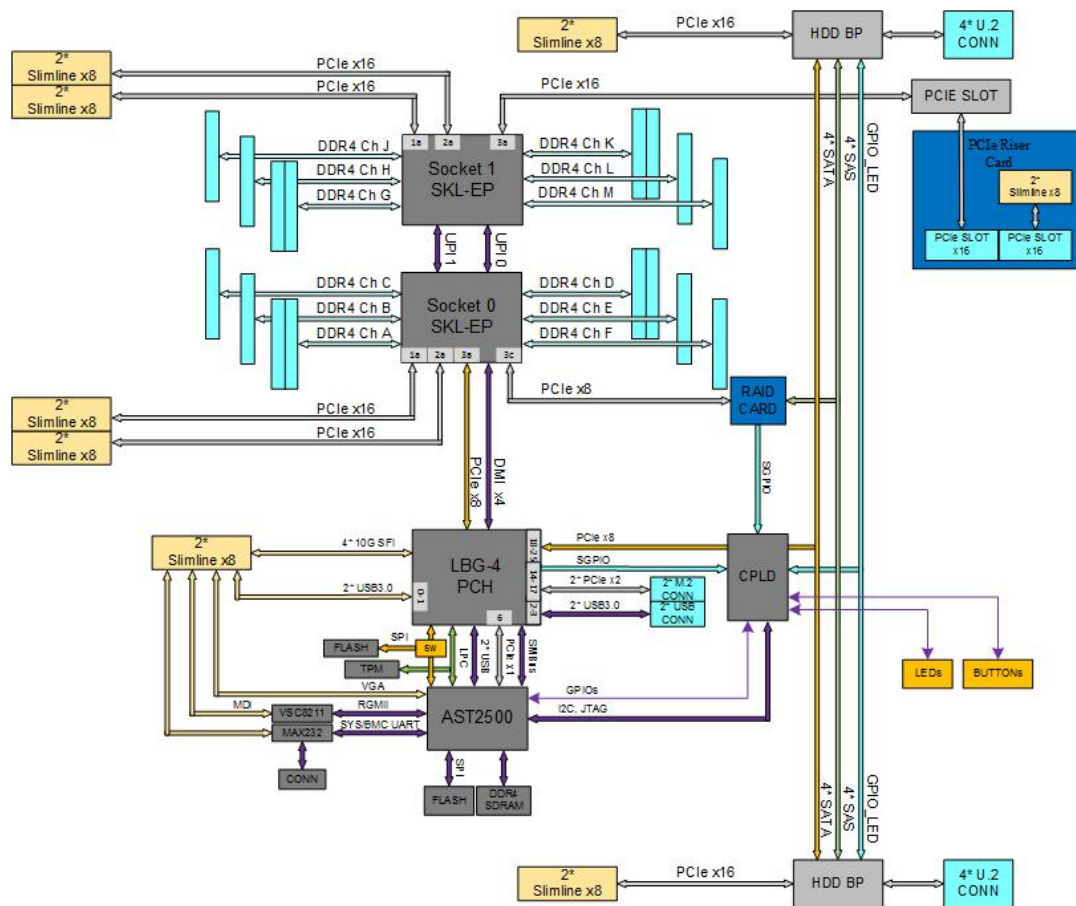 2*
Slimline x8
PCIe x16
HDD BP
4* U.2
CONN
2*
Slimline x8
2*
Slimline x8
PCIe x16
PCIe x16
PCIe x16
PCIE SLOT
4* SATA
4* SAS
GPIO_LED
PCIe Riser
Card
2*
Slimline x8
PCIe SLOT
x16
PCIe SLOT
x16
1a
2a
3a
Socket 1
SKL-EP
DDR4 Ch J
DDR4 Ch H
DDR4 Ch G
DDR4 Ch K
DDR4 Ch L
DDR4 Ch M
UPI 1
UPI 0
DDR4 Ch C
DDR4 Ch B
DDR4 Ch A
Socket 0
SKL-EP
DDR4 Ch D
DDR4 Ch E
DDR4 Ch F
1a
2a
3a
3c
2*
Slimline x8
2*
Slimline x8
PCIe x16
PCIe x16
PCIe x8
RAID
CARD
SGPIO
PCIe x8
DMI x4
2*
Slimline x8
4* 10G SFI
2* USB3.0
LBG-4
PCH
0-1
6
18-25
14-17
2-3
PCIe x8
SGPIO
2* PCIe x2
2* M.2
CONN
2* USB3.0
2* USB
CONN
CPLD
LEDs
BUTTONs
FLASH
SPI
SW
TPM
LPC
2* USB
PCIe x1
SMBus
VGA
MDI
VSC8211
RGMII
MAX232
SYS/BMC UART
CONN
AST2500
GPIOs
I2C, JTAG
SPI
FLASH
DDR4
SDRAM
4* SATA
4* SAS
GPIO_LED
2*
Slimline x8
PCIe x16
HDD BP
4* U.2
CONN